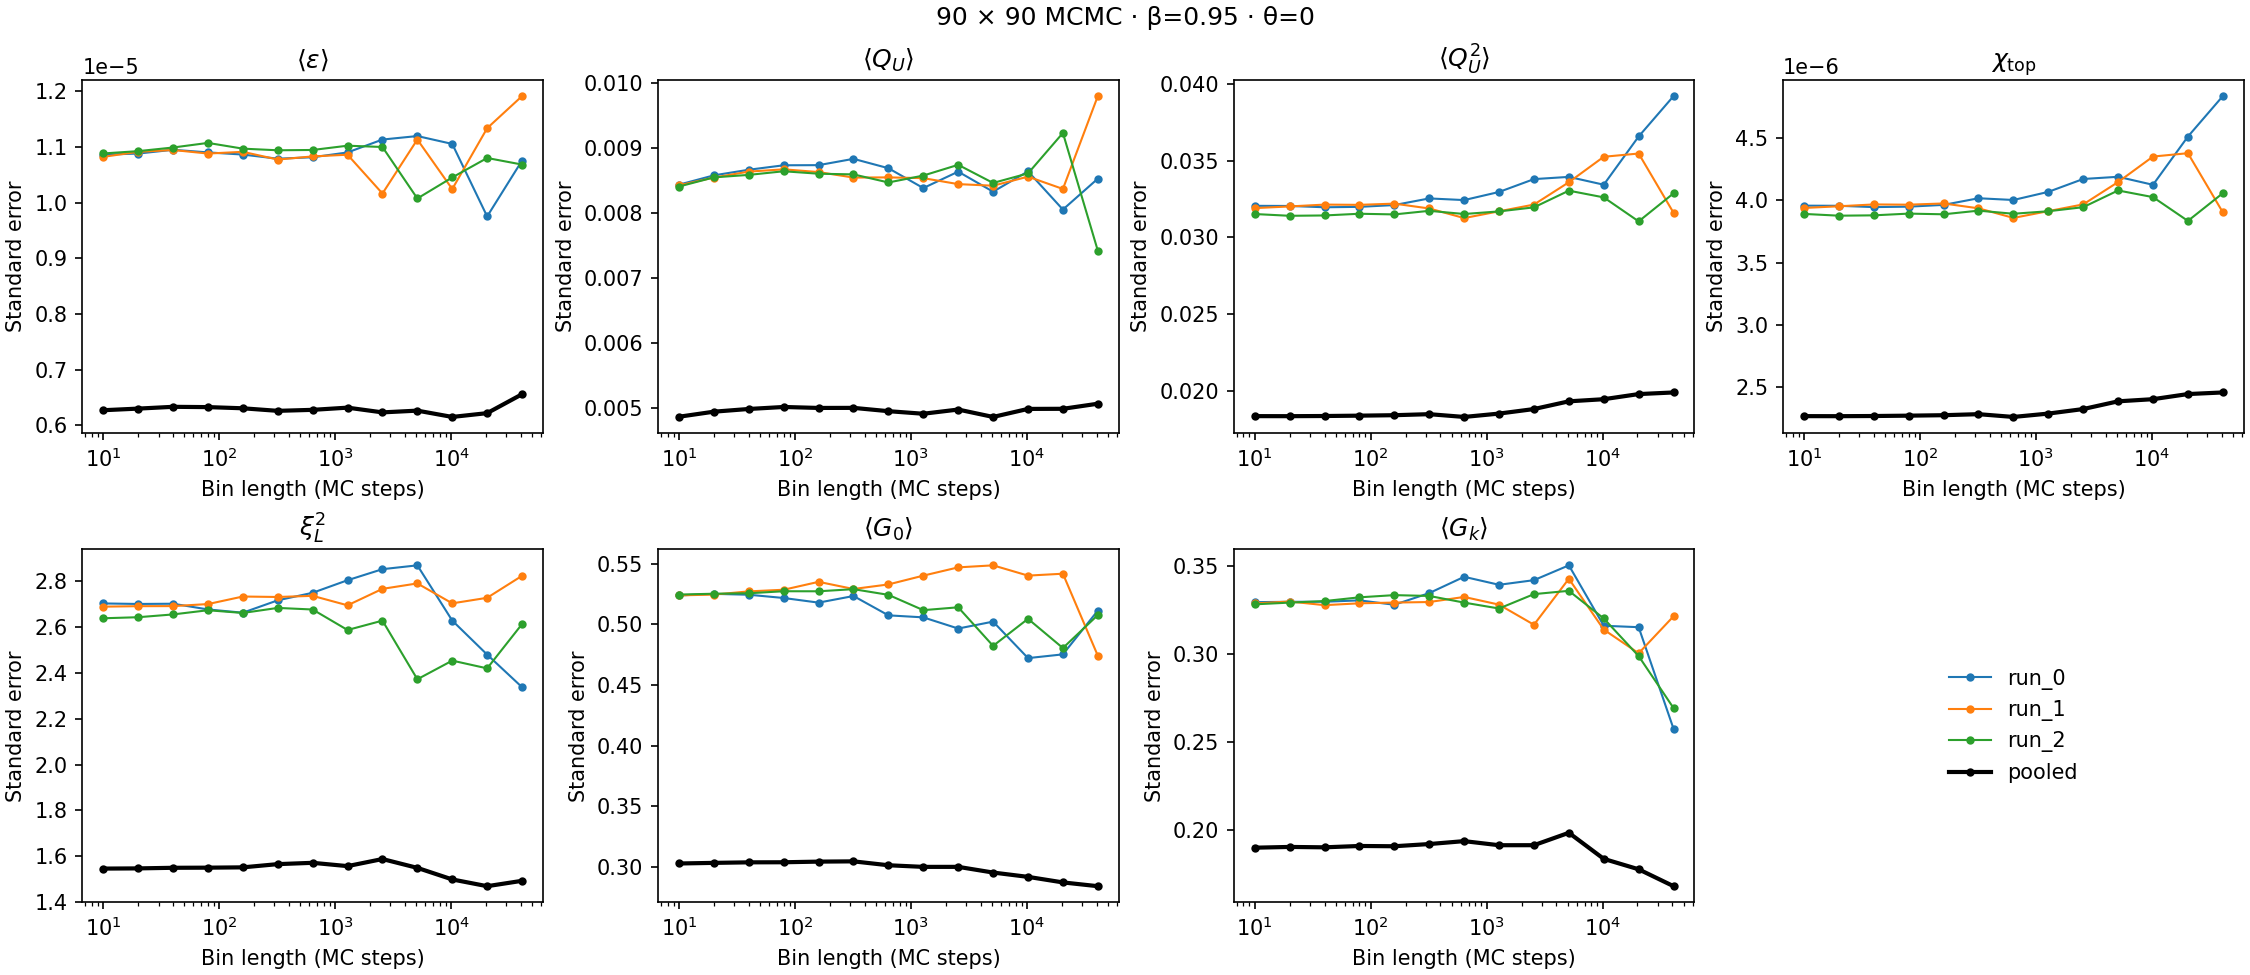 90 × 90 MCMC · β=0.95 · θ=0
⟨ε⟩
1e−5
1.2
1.1
1.0
0.9
0.8
0.7
0.6
Standard error
10¹ 10² 10³ 10⁴
Bin length (MC steps)
⟨Q_U⟩
0.010
0.009
0.008
0.007
0.006
0.005
Standard error
10¹ 10² 10³ 10⁴
Bin length (MC steps)
⟨Q_U²⟩
0.040
0.035
0.030
0.025
0.020
Standard error
10¹ 10² 10³ 10⁴
Bin length (MC steps)
χ_top
1e−6
4.5
4.0
3.5
3.0
2.5
Standard error
10¹ 10² 10³ 10⁴
Bin length (MC steps)
ξ_L²
2.8
2.6
2.4
2.2
2.0
1.8
1.6
1.4
Standard error
10¹ 10² 10³ 10⁴
Bin length (MC steps)
⟨G₀⟩
0.55
0.50
0.45
0.40
0.35
0.30
Standard error
10¹ 10² 10³ 10⁴
Bin length (MC steps)
⟨G_k⟩
0.35
0.30
0.25
0.20
Standard error
10¹ 10² 10³ 10⁴
Bin length (MC steps)
run_0
run_1
run_2
pooled